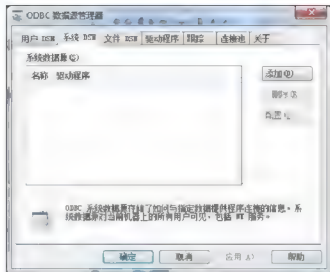 ODBC 数据源管理器
用户 DSN 系统 DSN 文件 DSN 驱动程序 跟踪 连接池 关于
系统数据源(S)
名称 驱动程序
添加(D)
删除(R)
配置(C)
ODBC 系统数据源存储了如何与指定数据提供程序连接的信息。系
统数据源对当前机器上的所有用户可见，包括 NT 服务。
确定 取消 应用(A) 帮助